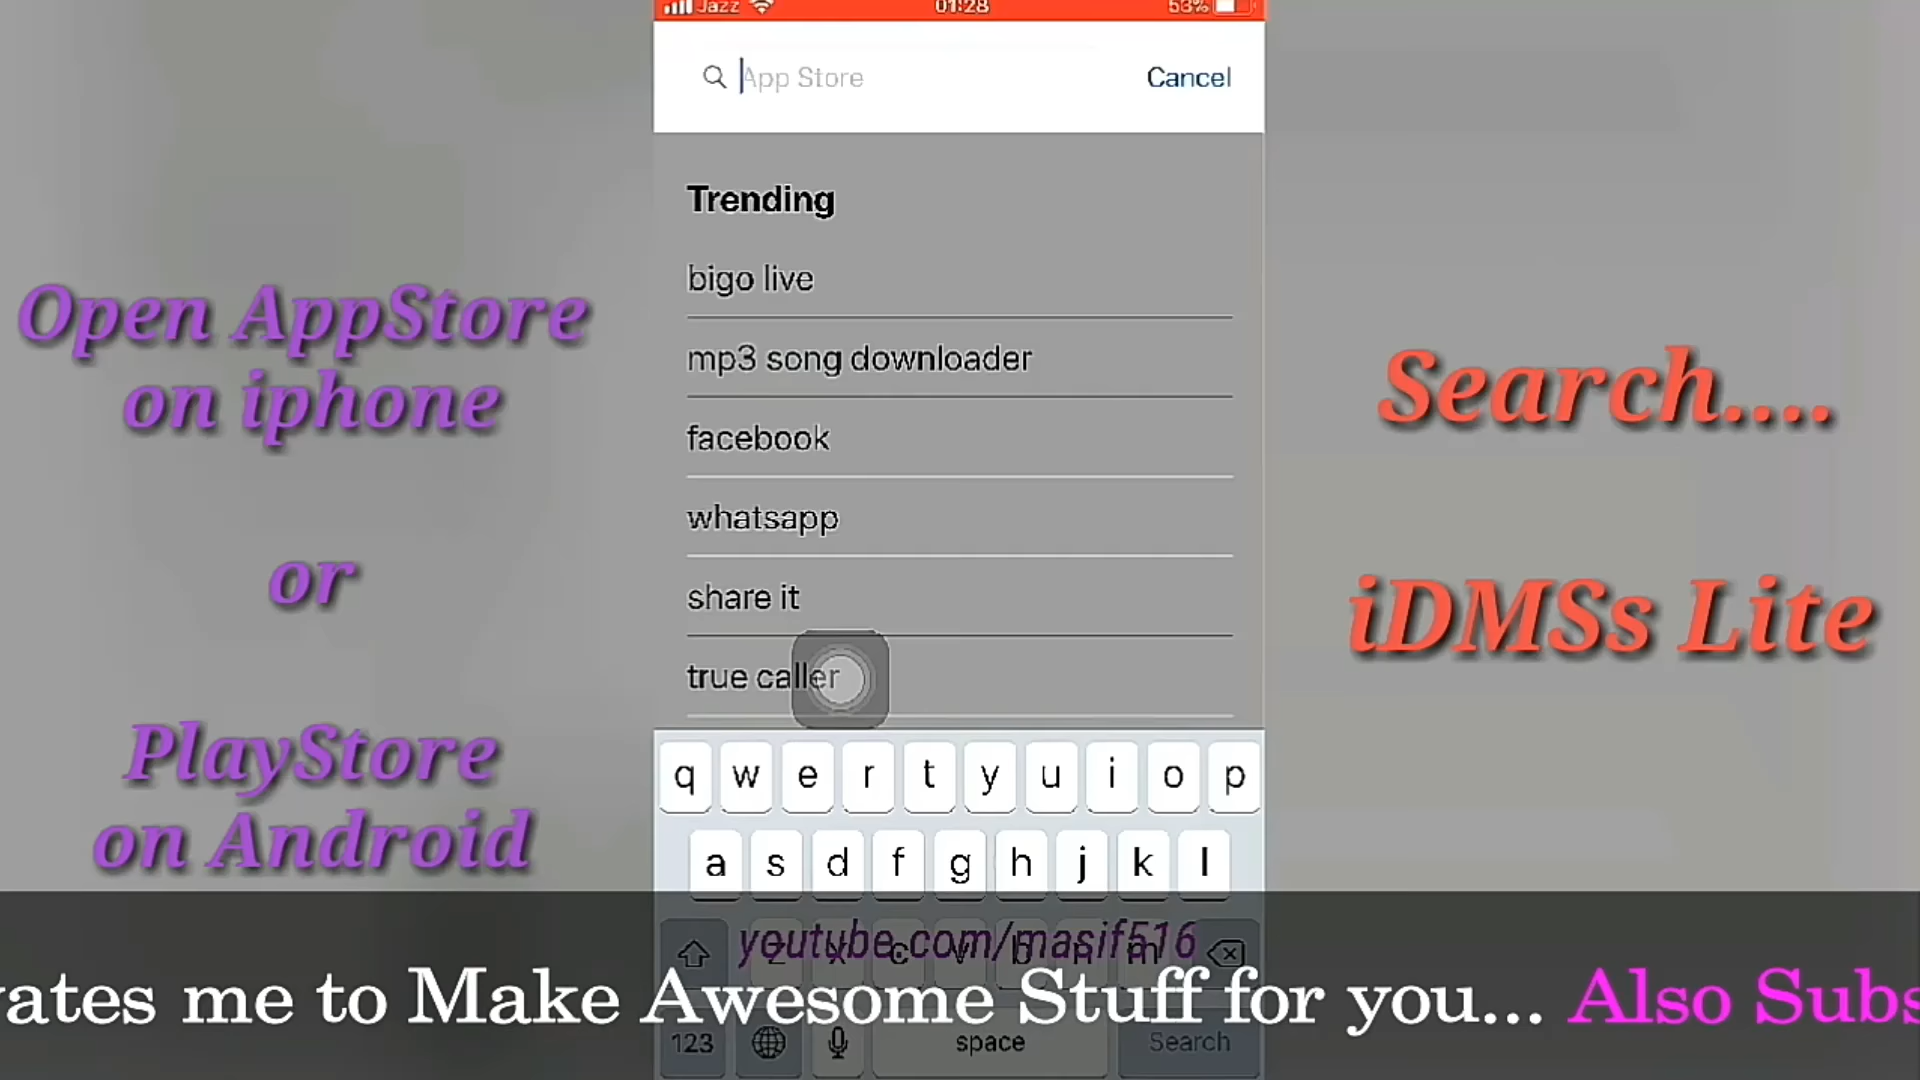 Jazz 01:28 53%
App Store Cancel
Trending
bigo live
mp3 song downloader
facebook
whatsapp
share it
true caller
Open AppStore
on iphone
or
PlayStore
on Android
Search....
iDMSs Lite
q w e r t y u i o p
a s d f g h j k l
z x c v b n m
youtube.com/masif516
vates me to Make Awesome Stuff for you... Also Subs
123 space Search